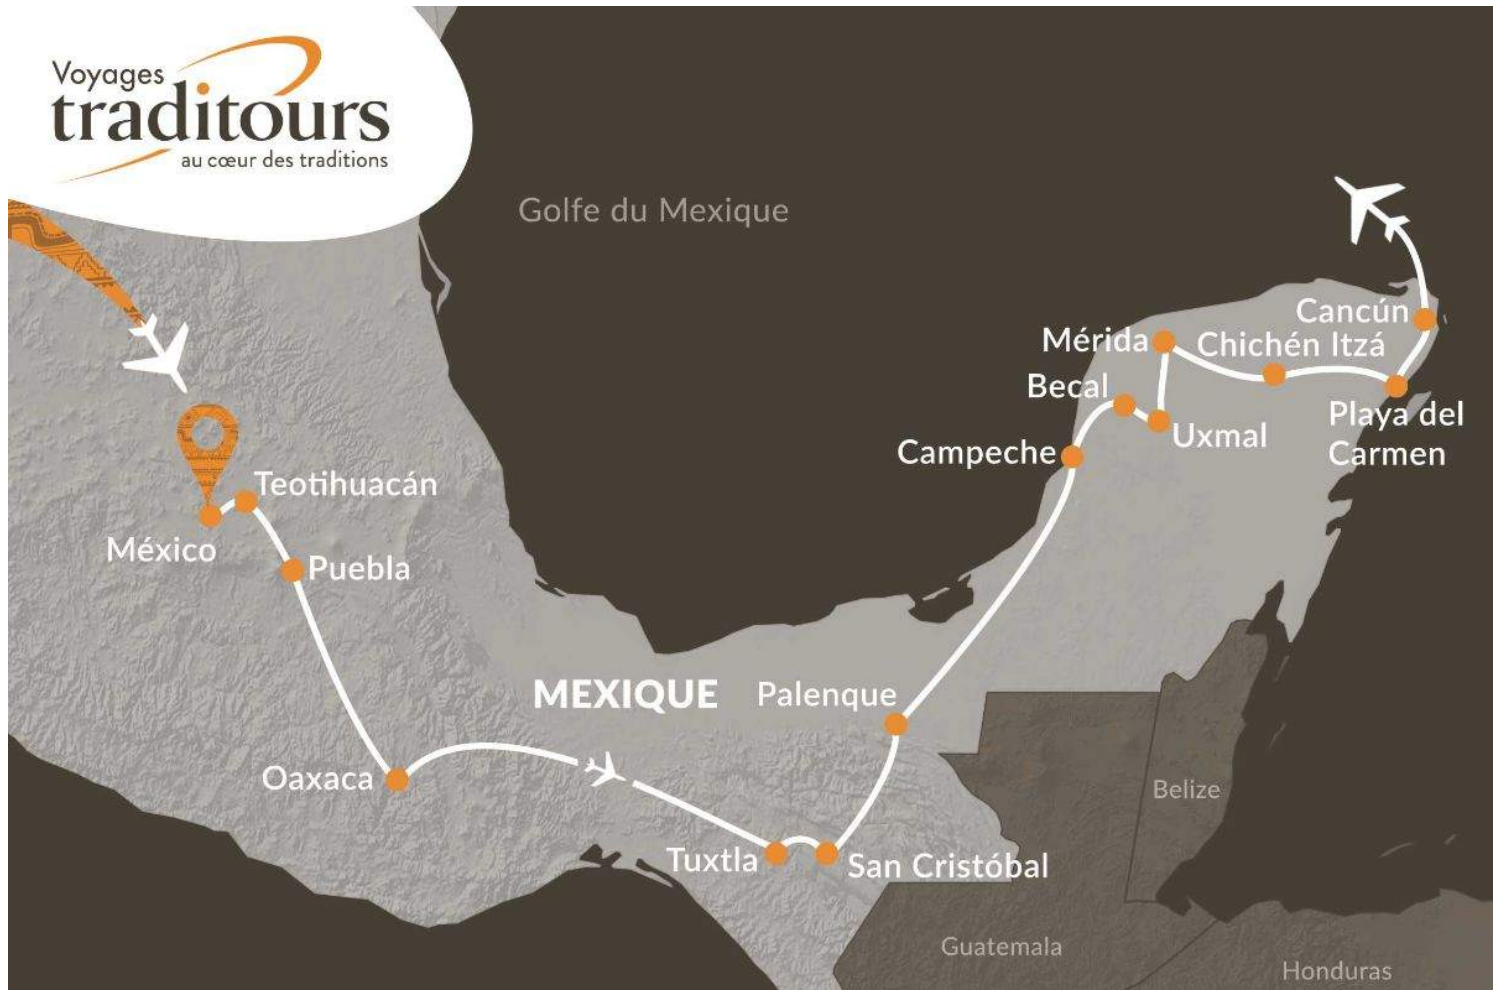 Voyages
traditours
au cœur des traditions
Golfe du Mexique
Cancún
Mérida
Chichén Itzá
Becal
Playa del
Carmen
Uxmal
Campeche
Teotihuacán
México
Puebla
MEXIQUE
Palenque
Oaxaca
Belize
Tuxtla
San Cristóbal
Guatemala
Honduras